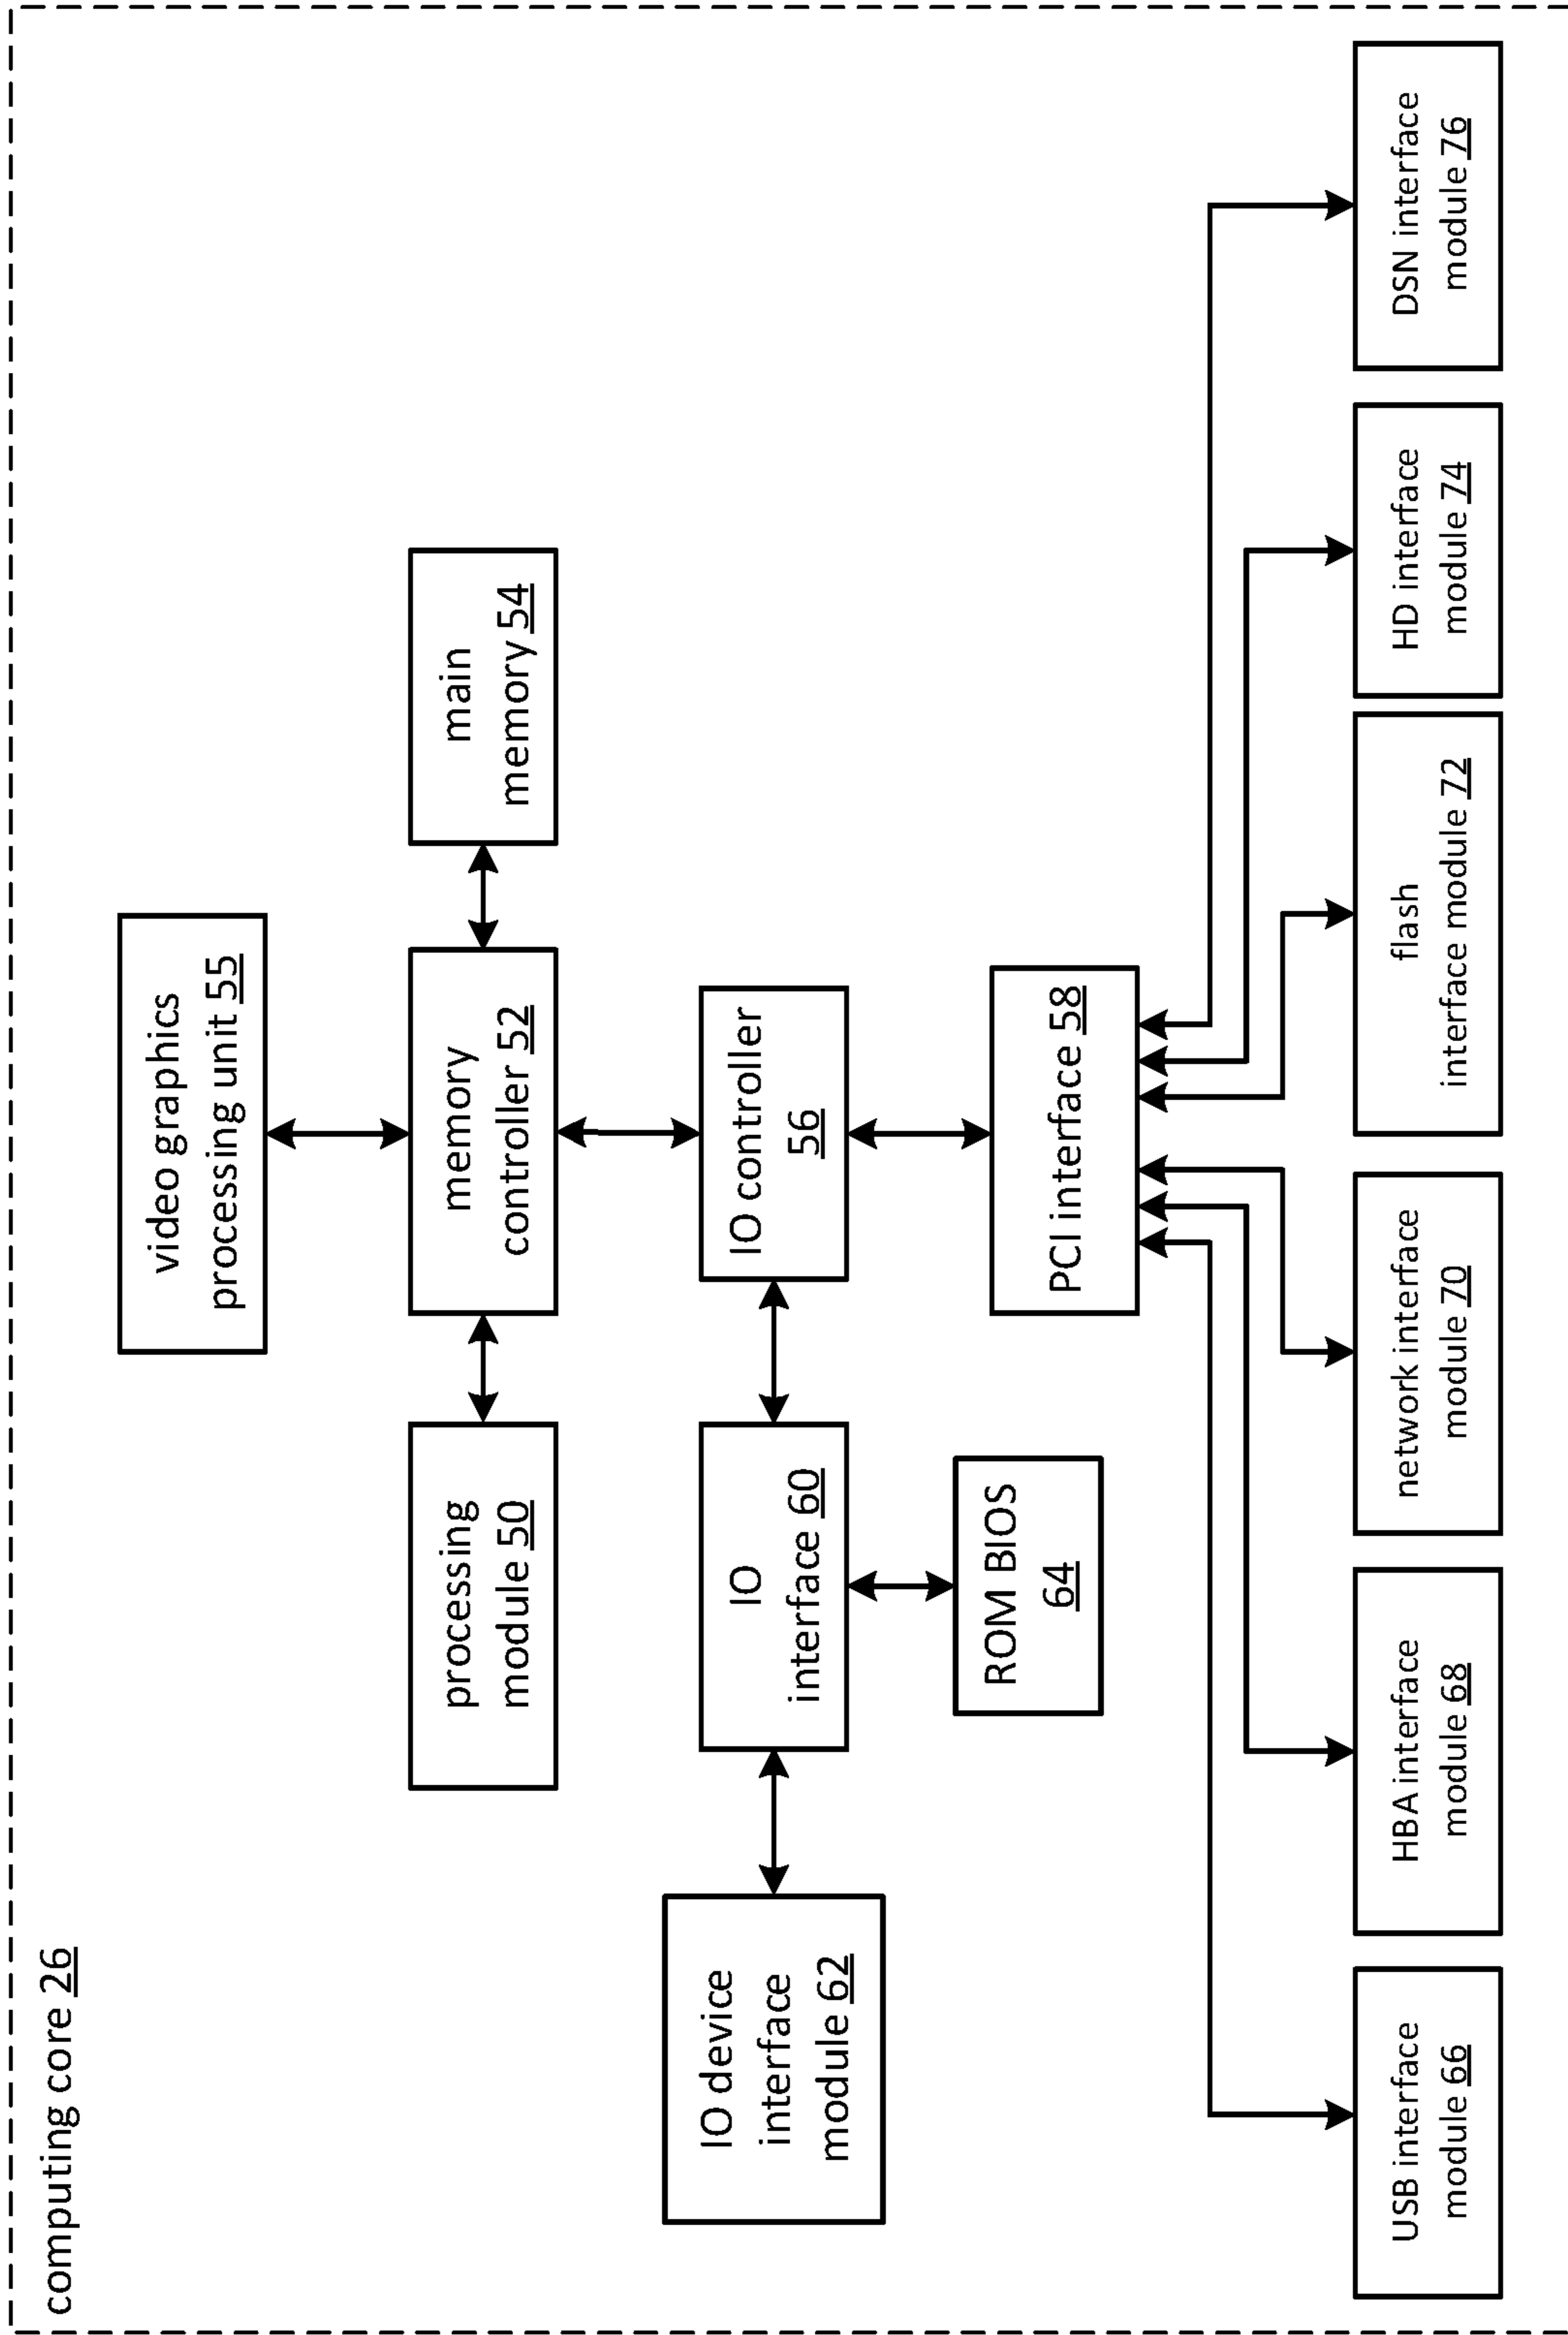 computing core 26
video graphics
processing unit 55
processing
module 50
memory
controller 52
main
memory 54
IO device
interface
module 62
IO
interface 60
IO controller
56
ROM BIOS
64
PCI interface 58
USB interface
module 66
HBA interface
module 68
network interface
module 70
flash
interface module 72
HD interface
module 74
DSN interface
module 76